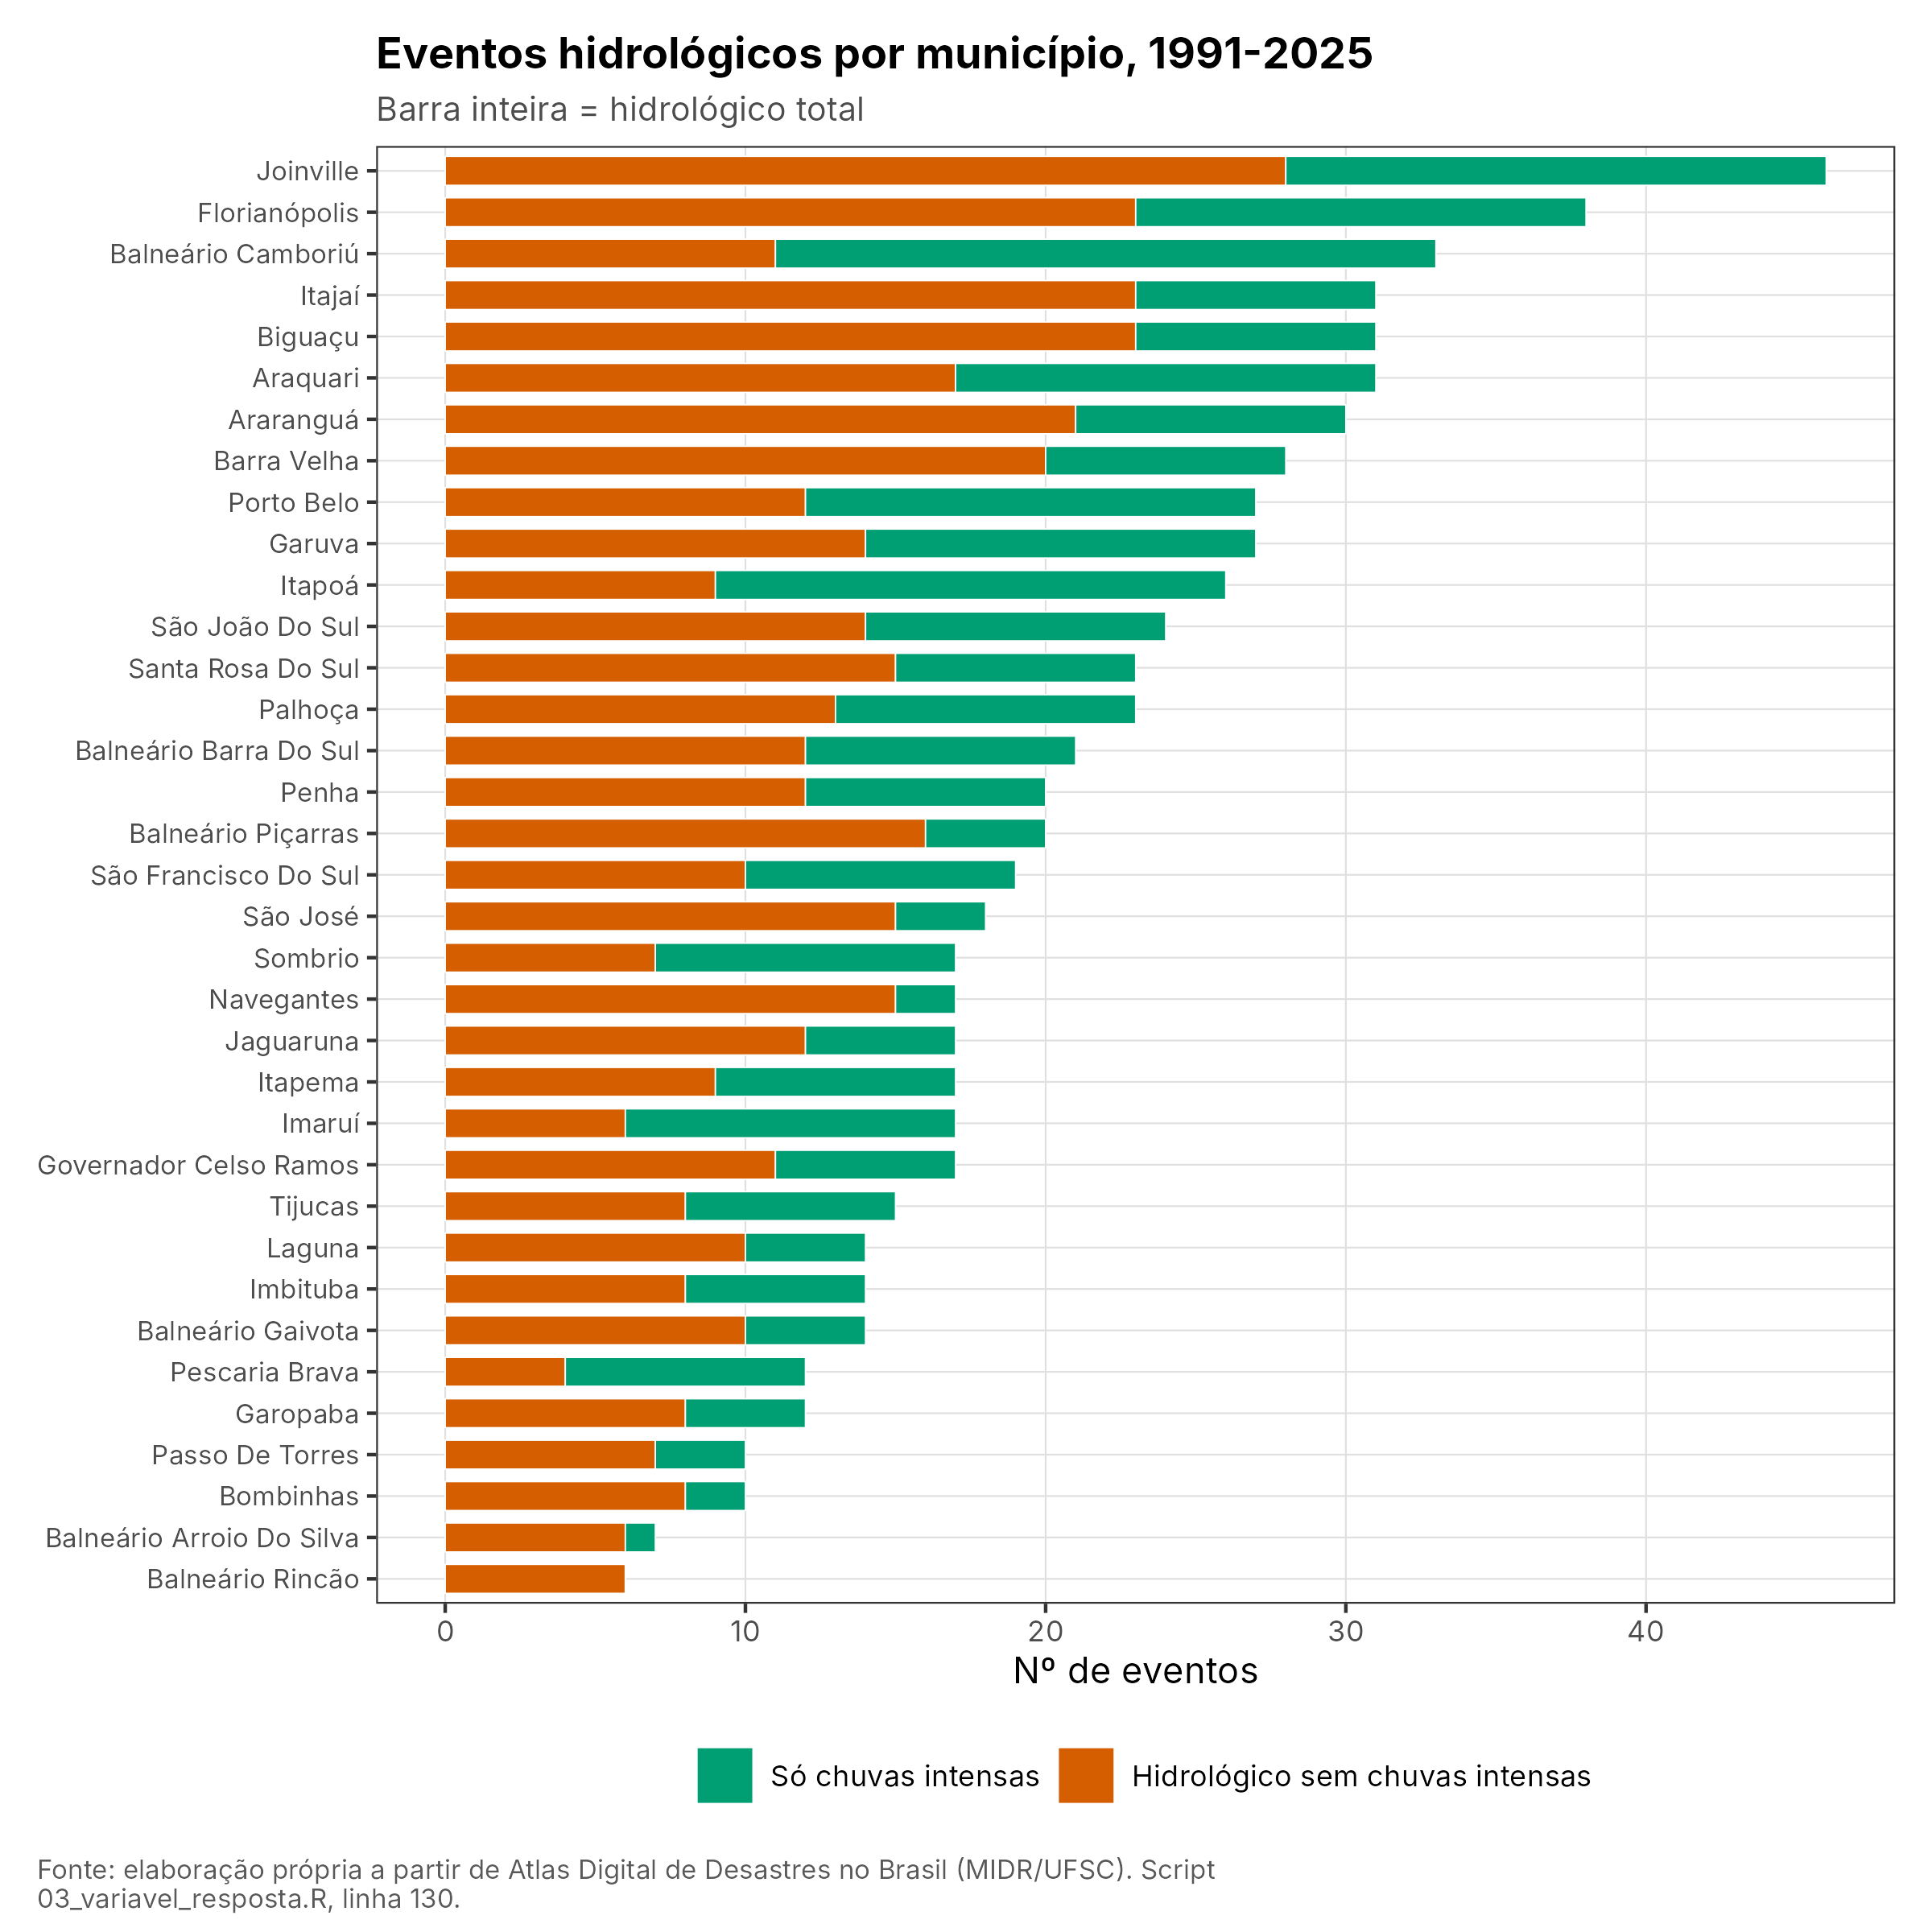 Eventos hidrológicos por município, 1991-2025
Barra inteira = hidrológico total
Joinville
Florianópolis
Balneário Camboriú
Itajaí
Biguaçu
Araquari
Araranguá
Barra Velha
Porto Belo
Garuva
Itapoá
São João Do Sul
Santa Rosa Do Sul
Palhoça
Balneário Barra Do Sul
Penha
Balneário Piçarras
São Francisco Do Sul
São José
Sombrio
Navegantes
Jaguaruna
Itapema
Imaruí
Governador Celso Ramos
Tijucas
Laguna
Imbituba
Balneário Gaivota
Pescaria Brava
Garopaba
Passo De Torres
Bombinhas
Balneário Arroio Do Silva
Balneário Rincão
0 10 20 30 40
Nº de eventos
Só chuvas intensas Hidrológico sem chuvas intensas
Fonte: elaboração própria a partir de Atlas Digital de Desastres no Brasil (MIDR/UFSC). Script
03_variavel_resposta.R, linha 130.